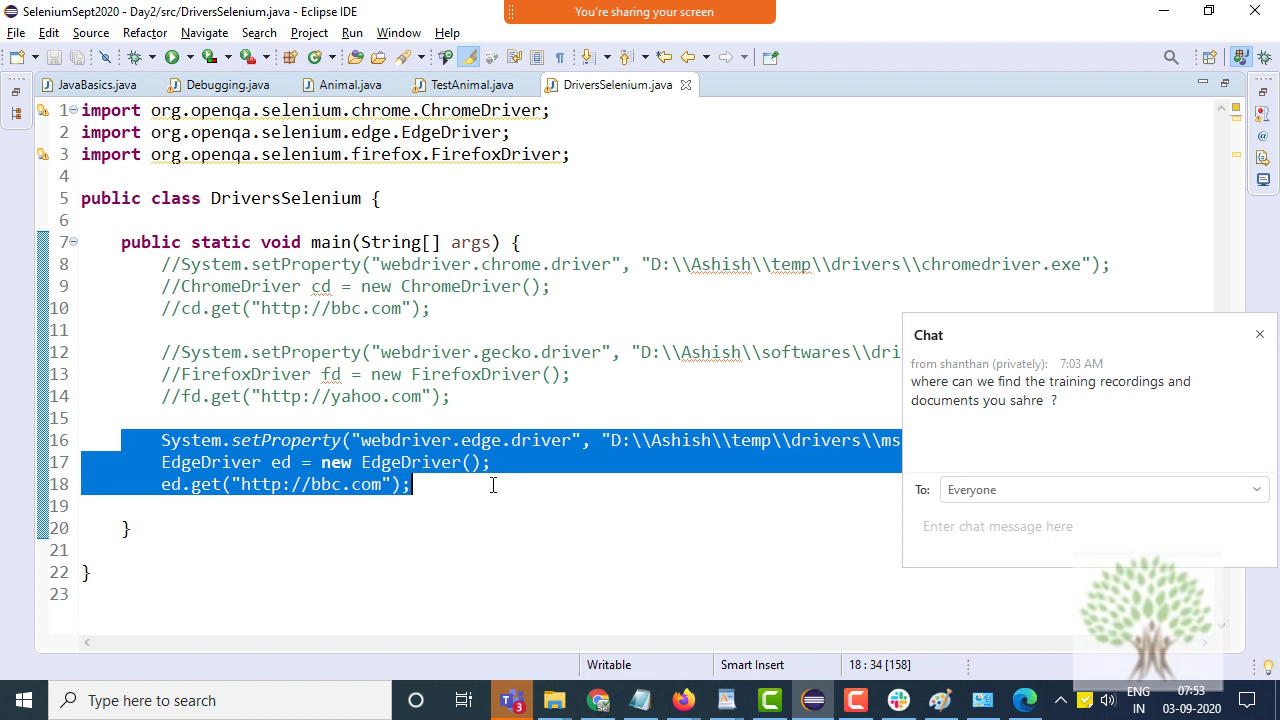 SeleniumSept2020 - Day2/src/DriversSelenium.java - Eclipse IDE
You're sharing your screen
File Edit Source Refactor Navigate Search Project Run Window Help
JavaBasics.java Debugging.java Animal.java TestAnimal.java DriversSelenium.java
1 import org.openqa.selenium.chrome.ChromeDriver;
2 import org.openqa.selenium.edge.EdgeDriver;
3 import org.openqa.selenium.firefox.FirefoxDriver;
4
5 public class DriversSelenium {
6
7 public static void main(String[] args) {
8 //System.setProperty("webdriver.chrome.driver", "D:\\Ashish\\temp\\drivers\\chromedriver.exe");
9 //ChromeDriver cd = new ChromeDriver();
10 //cd.get("http://bbc.com");
11
12 //System.setProperty("webdriver.gecko.driver", "D:\\Ashish\\softwares\\dri
13 //FirefoxDriver fd = new FirefoxDriver();
14 //fd.get("http://yahoo.com");
15
16 System.setProperty("webdriver.edge.driver", "D:\\Ashish\\temp\\drivers\\ms
17 EdgeDriver ed = new EdgeDriver();
18 ed.get("http://bbc.com");
19
20 }
21
22 }
23
Chat
from shanthan (privately): 7:03 AM
where can we find the training recordings and
documents you sahre ?
To: Everyone
Enter chat message here
Writable Smart Insert 18 : 34 [158]
Type here to search
3
ENG
IN
07:53
03-09-2020